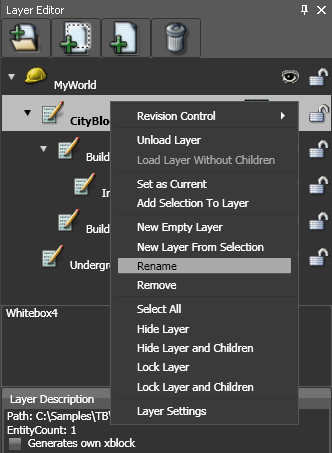 Layer Editor
MyWorld
CityBlo
Revision Control
Unload Layer
Build
Load Layer Without Children
Set as Current
In
Add Selection To Layer
Build
New Empty Layer
New Layer From Selection
Undergr
Rename
Remove
Select All
Whitebox4
Hide Layer
Hide Layer and Children
Lock Layer
Lock Layer and Children
Layer Description
Layer Settings
Path: C:\Samples\TB\
EntityCount: 1
Generates own xblock